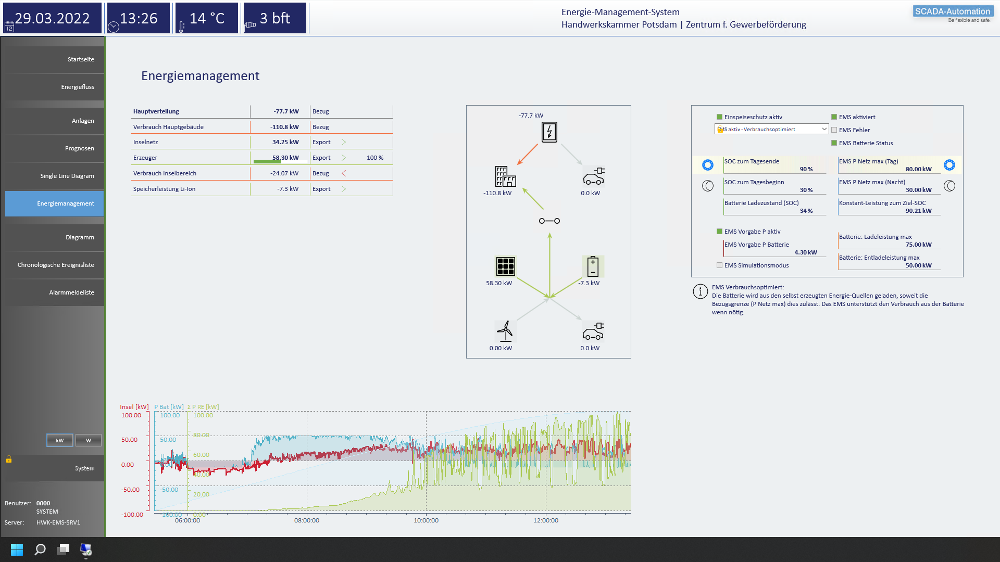 29.03.2022
12
13:26
14 °C
3 bft
Energie-Management-System
Handwerkskammer Potsdam | Zentrum f. Gewerbeförderung
SCADA-Automation
Be flexible and safe.
Startseite
Energiefluss
Anlagen
Prognosen
Single Line Diagram
Energiemanagement
Diagramm
Chronologische Ereignisliste
Alarmmeldeliste
kW
W
System
Benutzer: 0000
SYSTEM
Server: HWK-EMS-SRV1
Energiemanagement
Hauptverteilung -77.7 kW Bezug
Verbrauch Hauptgebäude -110.8 kW Bezug
Inselnetz 34.25 kW Export
Erzeuger 58,30 kW Export 100 %
Verbrauch Inselbereich -24.07 kW Bezug
Speicherleistung Li-Ion -7.3 kW Export
-77.7 kW
-110.8 kW
0.0 kW
58.30 kW
-7.3 kW
0.00 kW
0.0 kW
Einspeiseschutz aktiv
EMS aktiviert
EMS aktiv - Verbrauchsoptimiert
EMS Fehler
EMS Batterie Status
SOC zum Tagesende
90 %
EMS P Netz max (Tag)
80.00 kW
SOC zum Tagesbeginn
30 %
EMS P Netz max (Nacht)
30.00 kW
Batterie Ladezustand (SOC)
34 %
Konstant-Leistung zum Ziel-SOC
-90.21 kW
EMS Vorgabe P aktiv
EMS Vorgabe P Batterie
4.30 kW
EMS Simulationsmodus
Batterie: Ladeleistung max
75.00 kW
Batterie: Entladeleistung max
50.00 kW
EMS Verbrauchsoptimiert:
Die Batterie wird aus den selbst erzeugten Energie-Quellen geladen, soweit die
Bezugsgrenze (P Netz max) dies zulässt. Das EMS unterstützt den Verbrauch aus der Batterie
wenn nötig.
Insel [kW] P Bat [kW] Σ P RE [kW]
100.00 100.00 100.00
80.00
50.00 50.00
60.00
0.00
40.00
-50.00 -50.00
20.00
-100.00 -100.00 0.00
06:00:00 08:00:00 10:00:00 12:00:00